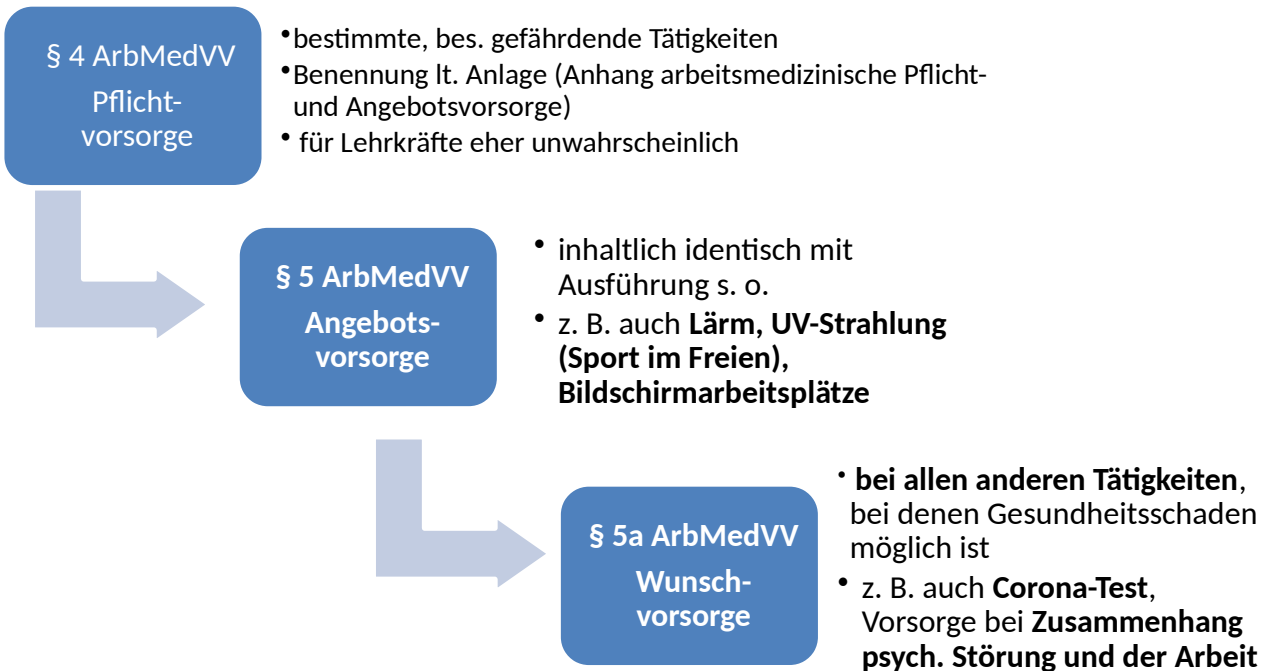 § 4 ArbMedVV
Pflicht-
vorsorge
•bestimmte, bes. gefährdende Tätigkeiten
•Benennung lt. Anlage (Anhang arbeitsmedizinische Pflicht-
und Angebotsvorsorge)
• für Lehrkräfte eher unwahrscheinlich
§ 5 ArbMedVV
Angebots-
vorsorge
• inhaltlich identisch mit
Ausführung s. o.
• z. B. auch Lärm, UV-Strahlung
(Sport im Freien),
Bildschirmarbeitsplätze
§ 5a ArbMedVV
Wunsch-
vorsorge
• bei allen anderen Tätigkeiten,
bei denen Gesundheitsschaden
möglich ist
• z. B. auch Corona-Test,
Vorsorge bei Zusammenhang
psych. Störung und der Arbeit